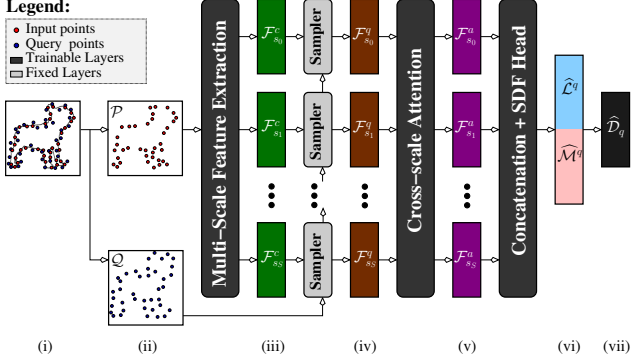 Legend:
Input points
Query points
Trainable Layers
Fixed Layers
𝒫
𝒬
Multi−Scale Feature Extraction
ℱ^c_{s_0}
ℱ^c_{s_1}
ℱ^c_{s_S}
Sampler
Sampler
Sampler
ℱ^q_{s_0}
ℱ^q_{s_1}
ℱ^q_{s_S}
Cross−scale Attention
ℱ^a_{s_0}
ℱ^a_{s_1}
ℱ^a_{s_S}
Concatenation + SDF Head
ℒ̂^q
ℳ̂^q
𝒟̂_q
(i) (ii) (iii) (iv) (v) (vi) (vii)